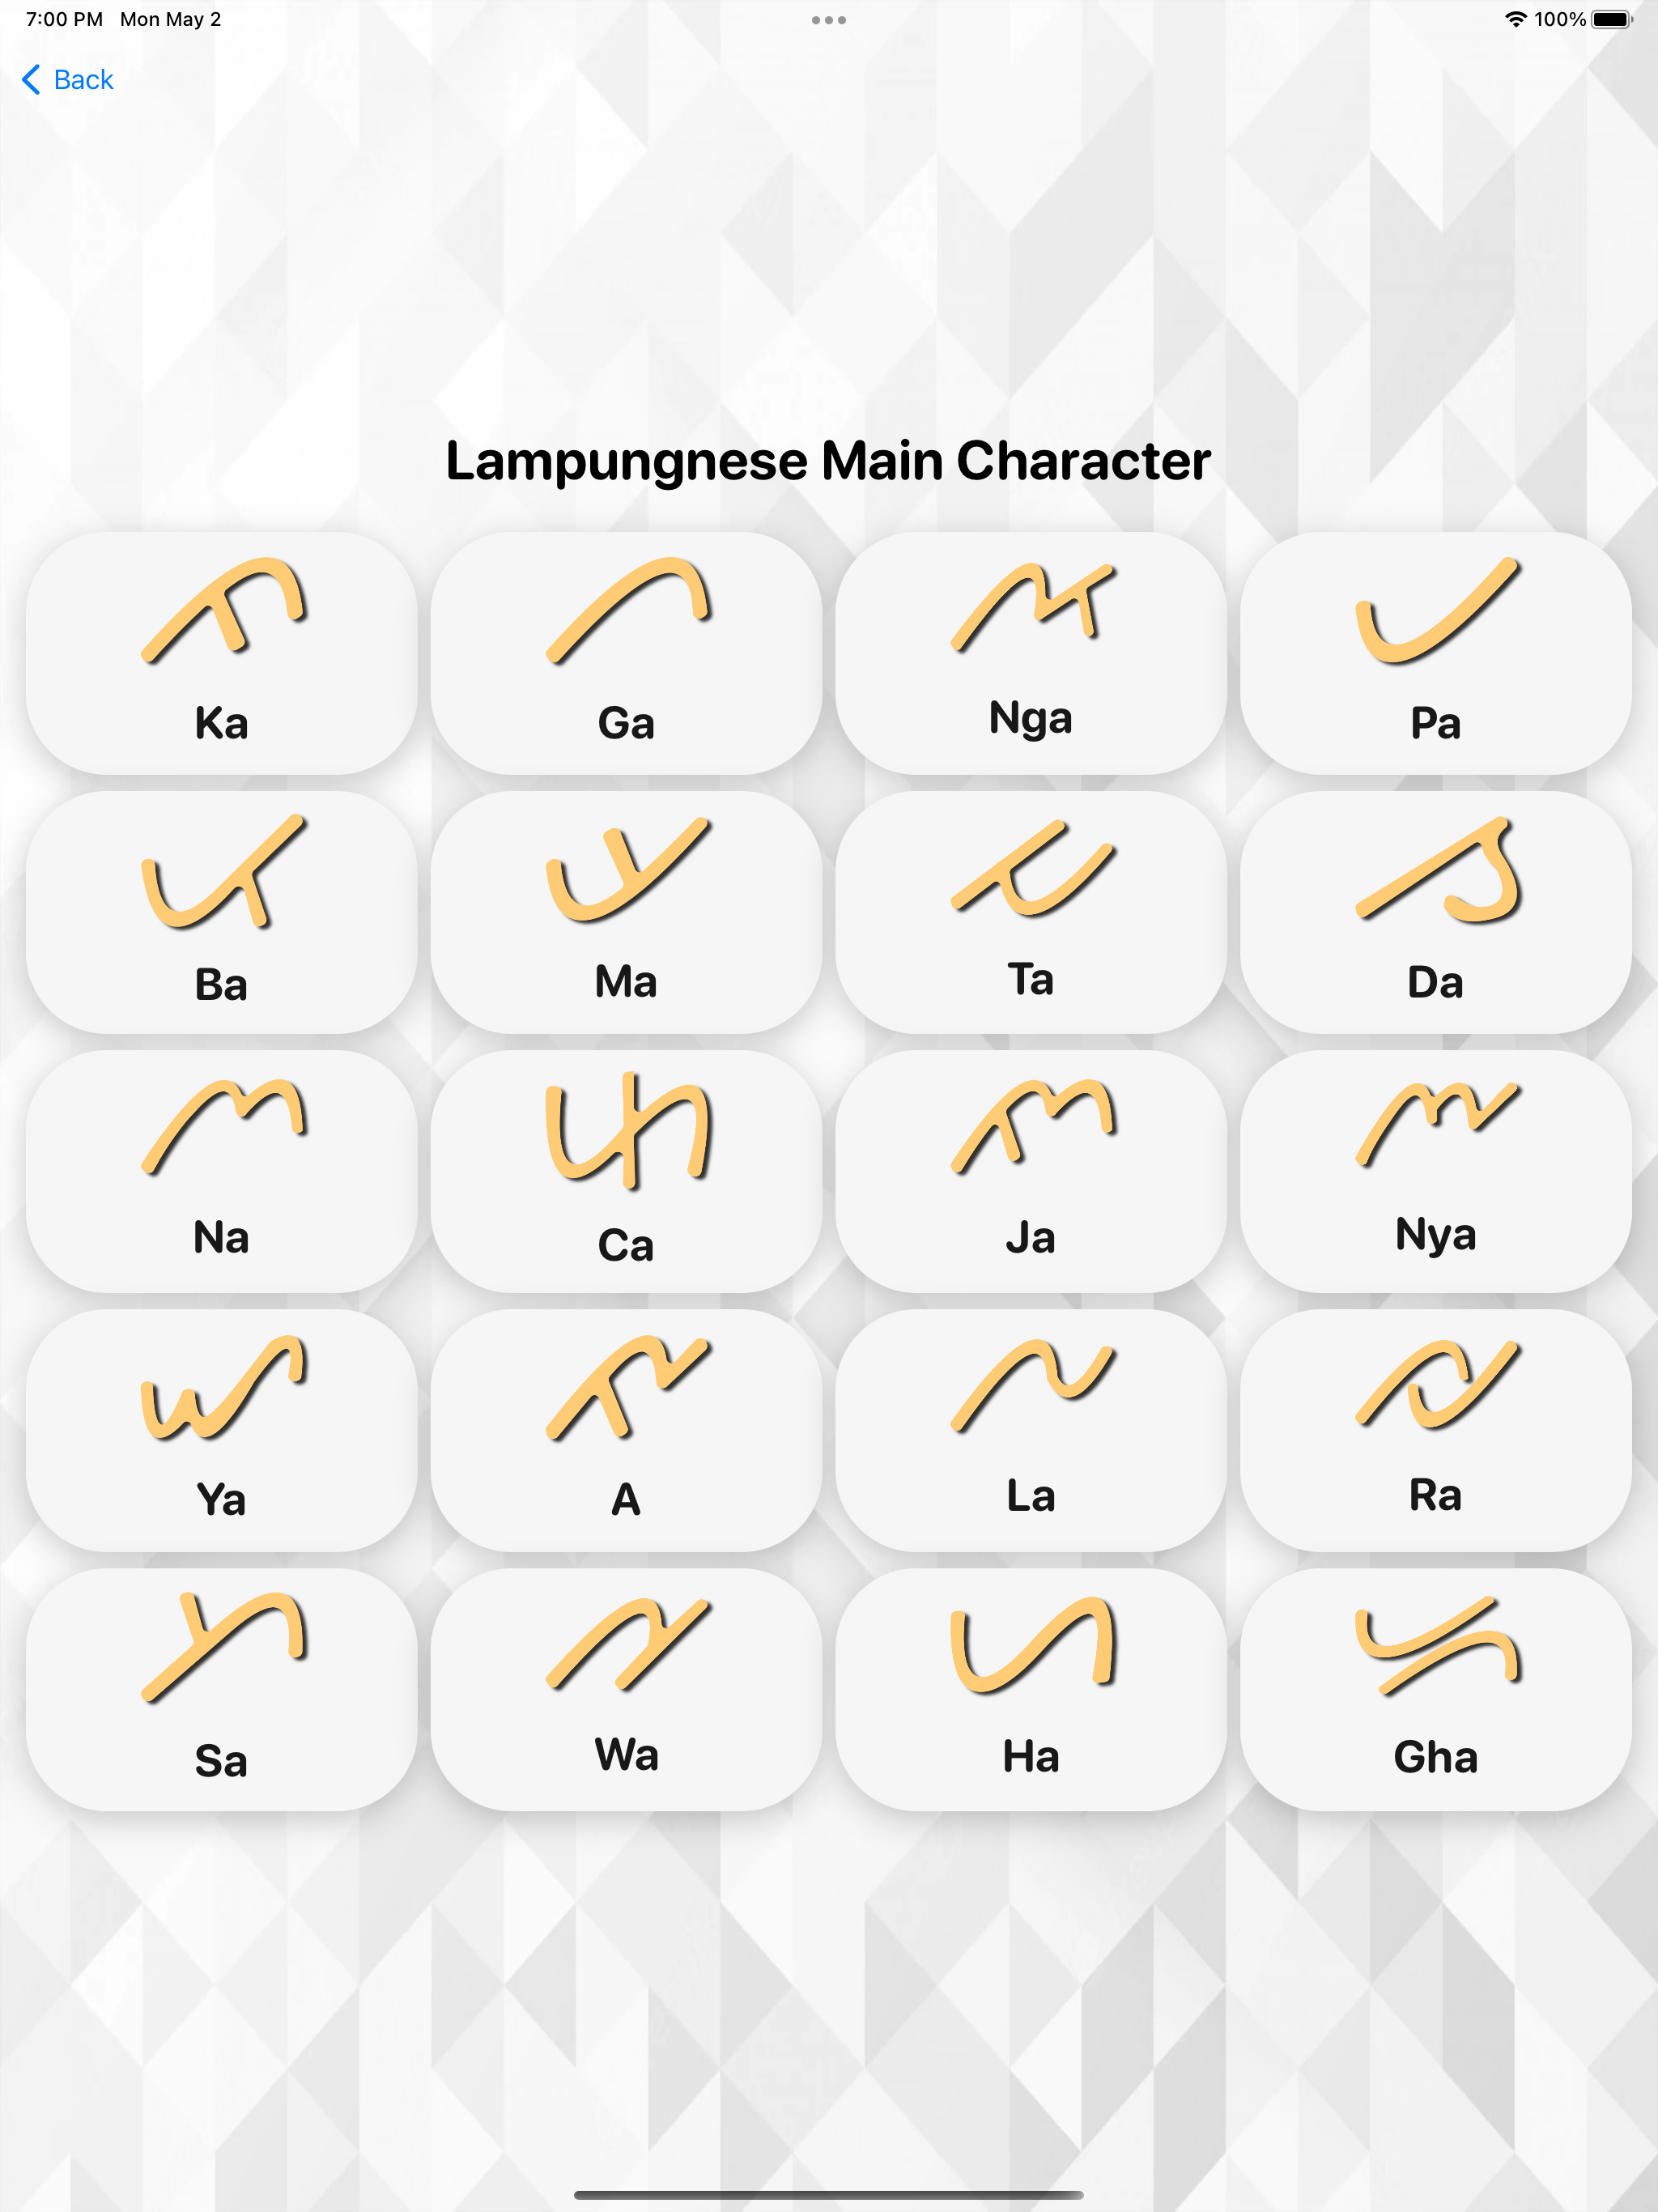 7:00 PM Mon May 2
100%
Back
Lampungnese Main Character
Ka Ga Nga Pa
Ba Ma Ta Da
Na Ca Ja Nya
Ya A La Ra
Sa Wa Ha Gha